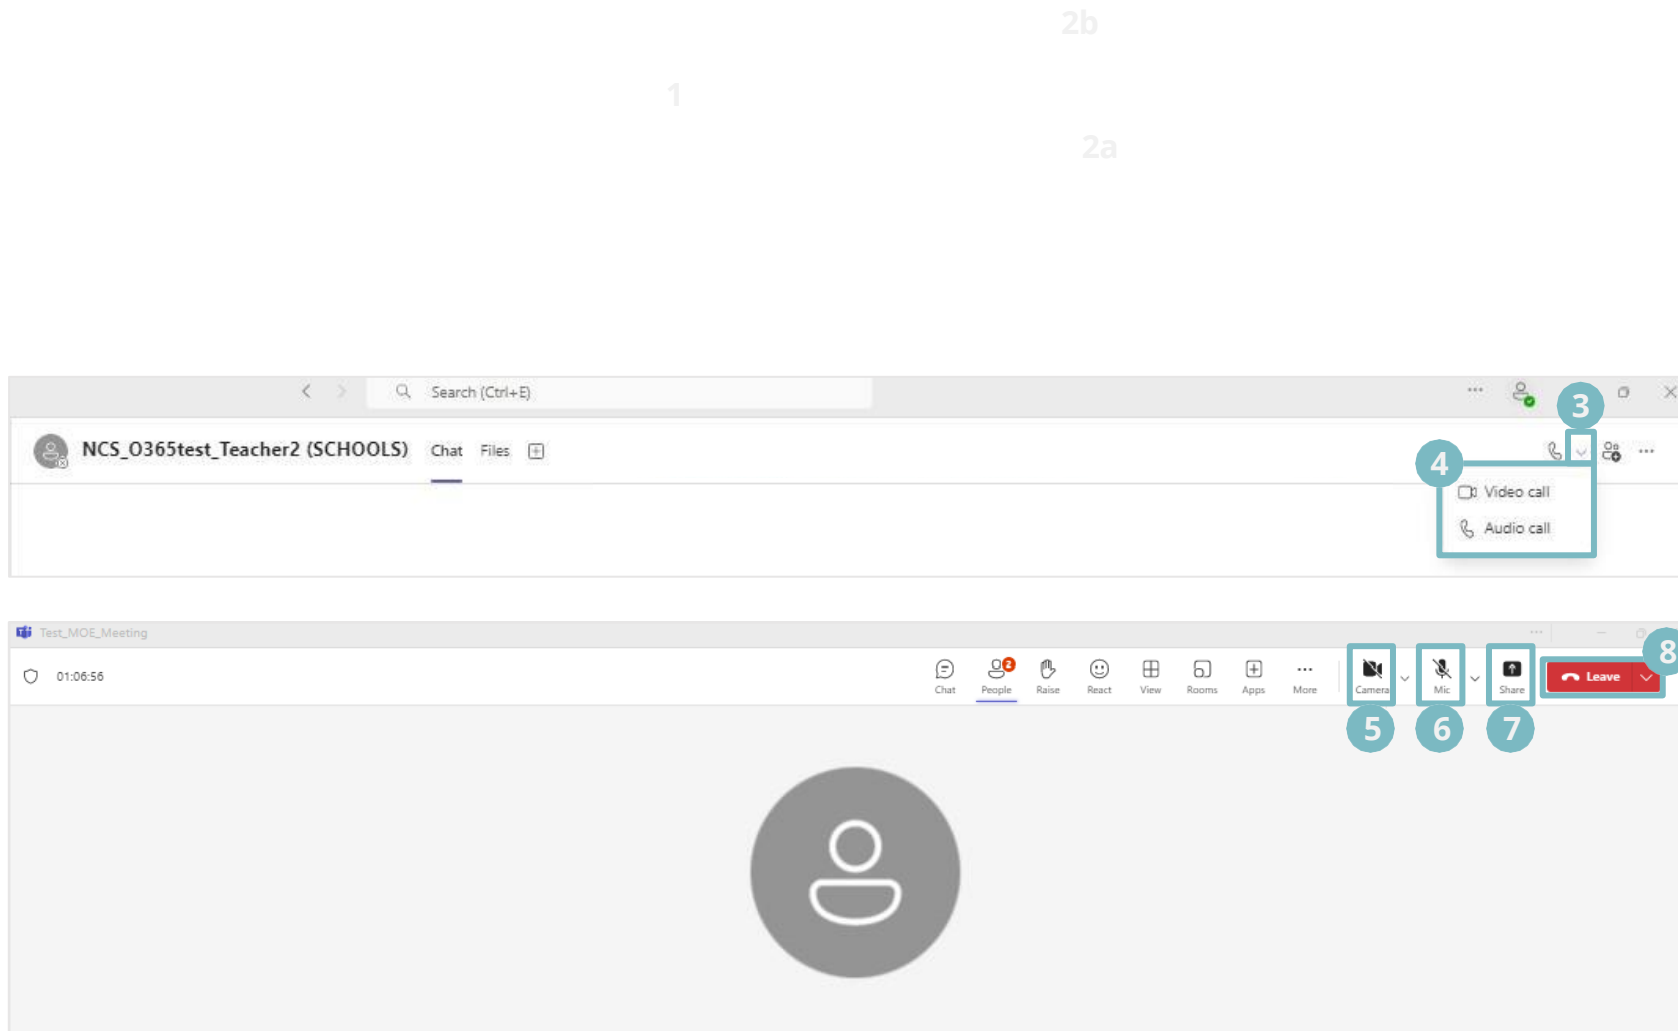 2b
1
2a
Search (Ctrl+E)
3
NCS_O365test_Teacher2 (SCHOOLS) Chat Files
4
Video call
Audio call
Test_MOE_Meeting
8
01:06:56
2
Chat People Raise React View Rooms Apps More Camera Mic Share Leave
5 6 7